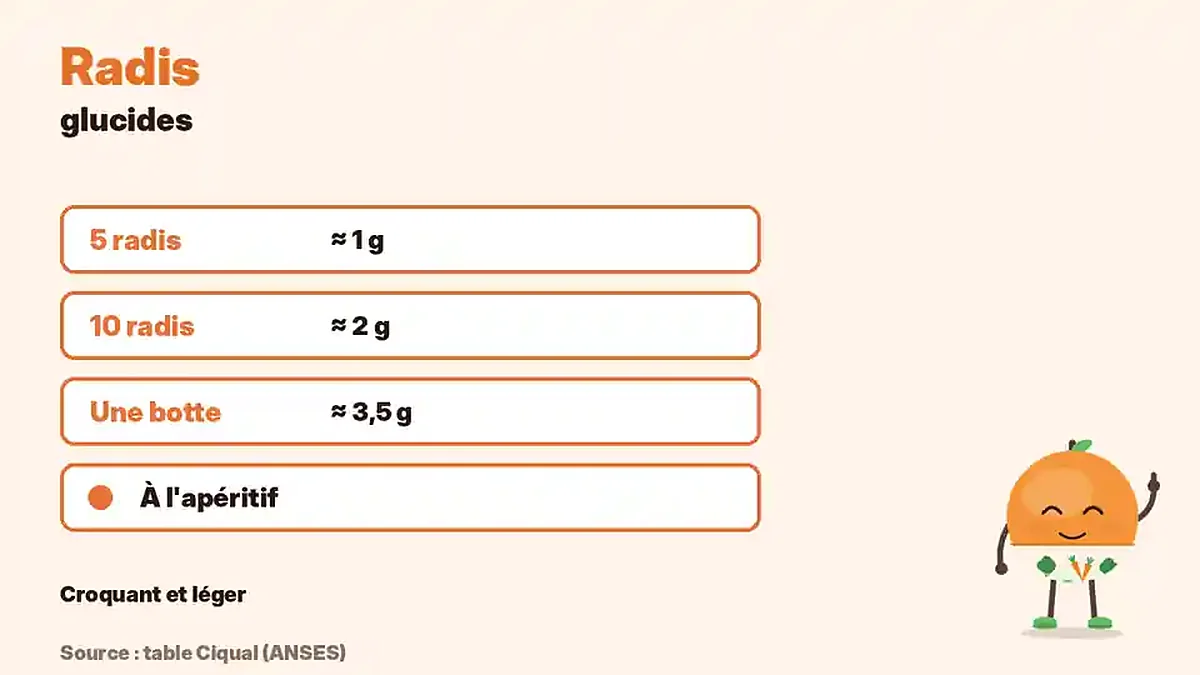 Radis
glucides
5 radis ≈ 1 g
10 radis ≈ 2 g
Une botte ≈ 3,5 g
À l'apéritif
Croquant et léger
Source : table Ciqual (ANSES)